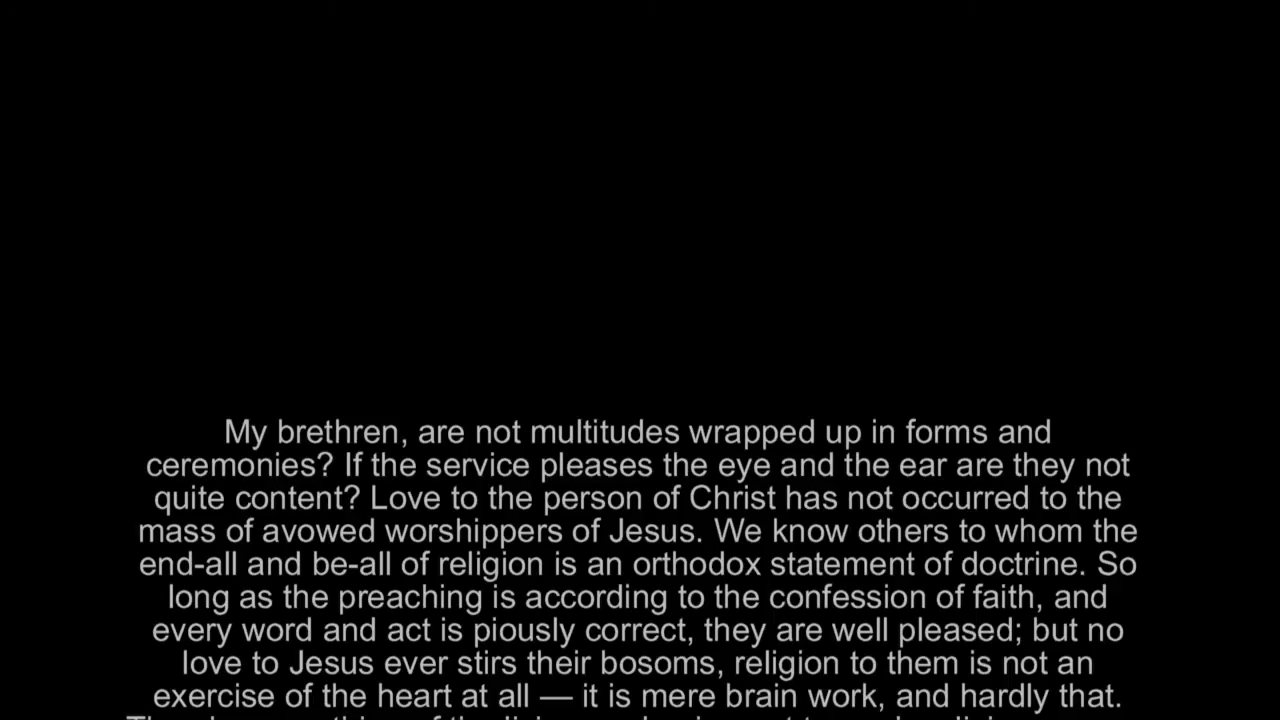 My brethren, are not multitudes wrapped up in forms and
ceremonies? If the service pleases the eye and the ear are they not
quite content? Love to the person of Christ has not occurred to the
mass of avowed worshippers of Jesus. We know others to whom the
end-all and be-all of religion is an orthodox statement of doctrine. So
long as the preaching is according to the confession of faith, and
every word and act is piously correct, they are well pleased; but no
love to Jesus ever stirs their bosoms, religion to them is not an
exercise of the heart at all — it is mere brain work, and hardly that.